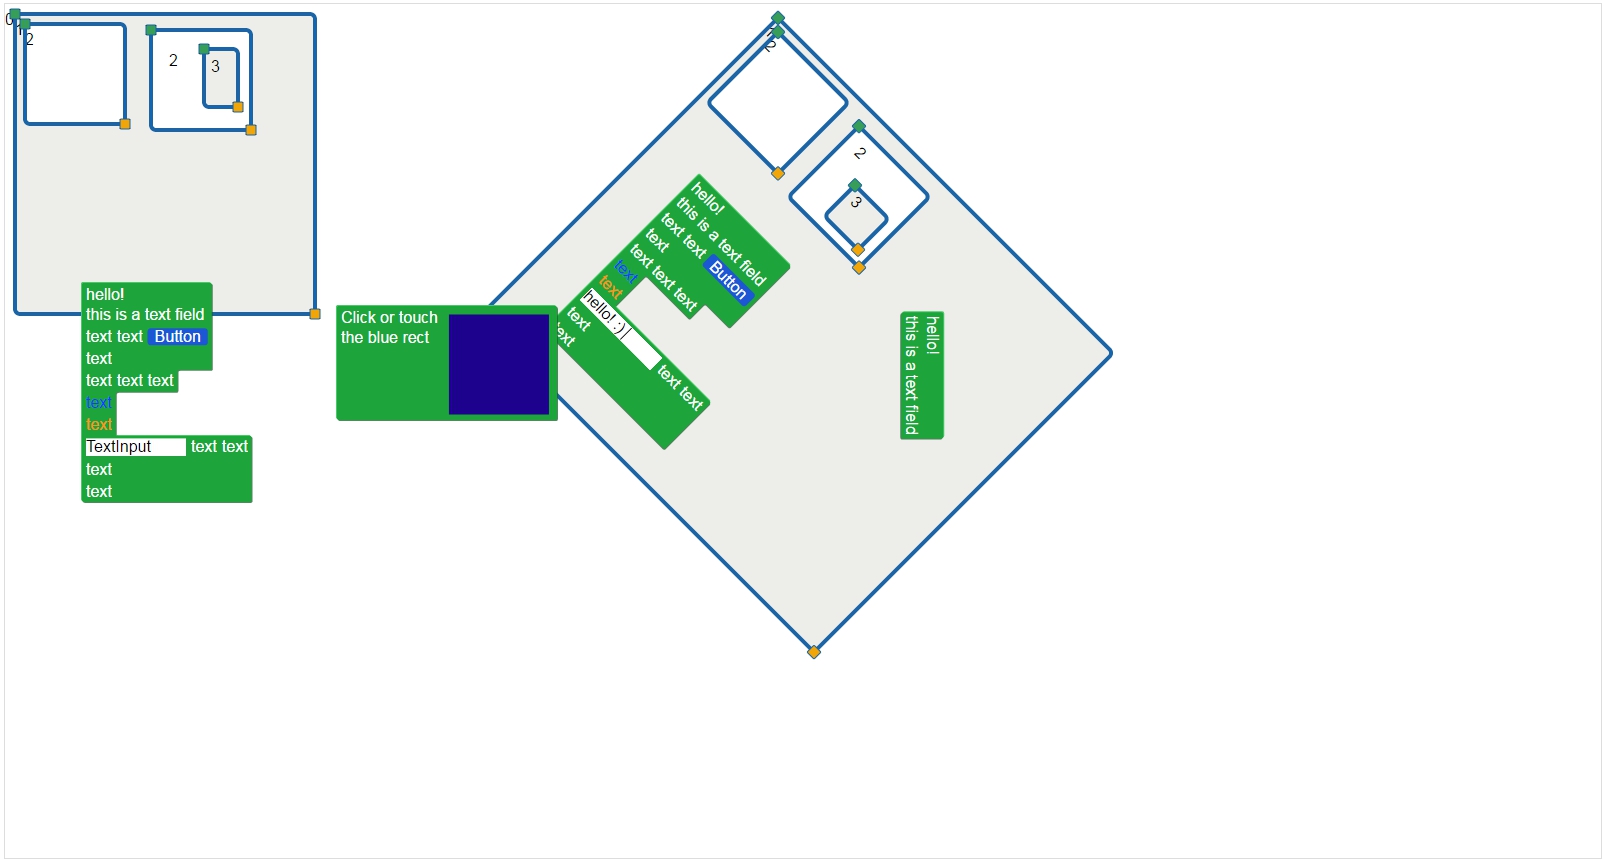 0
1
2
2
3
hello!
this is a text field
text text Button
text
text text text
text
text
TextInput text text
text
text
Click or touch
the blue rect
2
2
3
hello!
this is a text field
text text Button
text
text text text
text
text
hello! :) text text
text
text
hello!
this is a text field